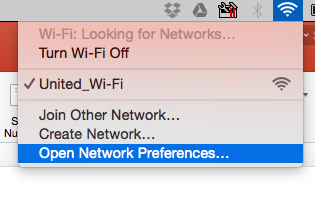 Wi-Fi: Looking for Networks…
Turn Wi-Fi Off
✓ United_Wi-Fi
Join Other Network…
Create Network…
Open Network Preferences…
S
Nu